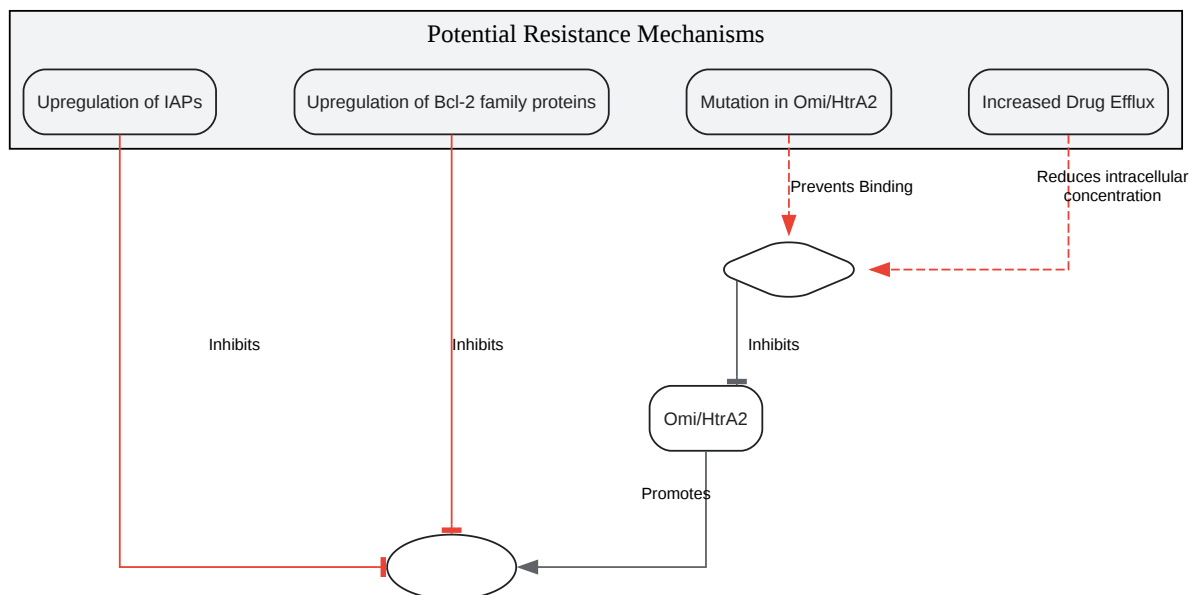 Potential Resistance Mechanisms
Upregulation of IAPs
Upregulation of Bcl-2 family proteins
Mutation in Omi/HtrA2
Increased Drug Efflux
Prevents Binding
Reduces intracellular
concentration
Inhibits
Inhibits
Inhibits
Omi/HtrA2
Promotes